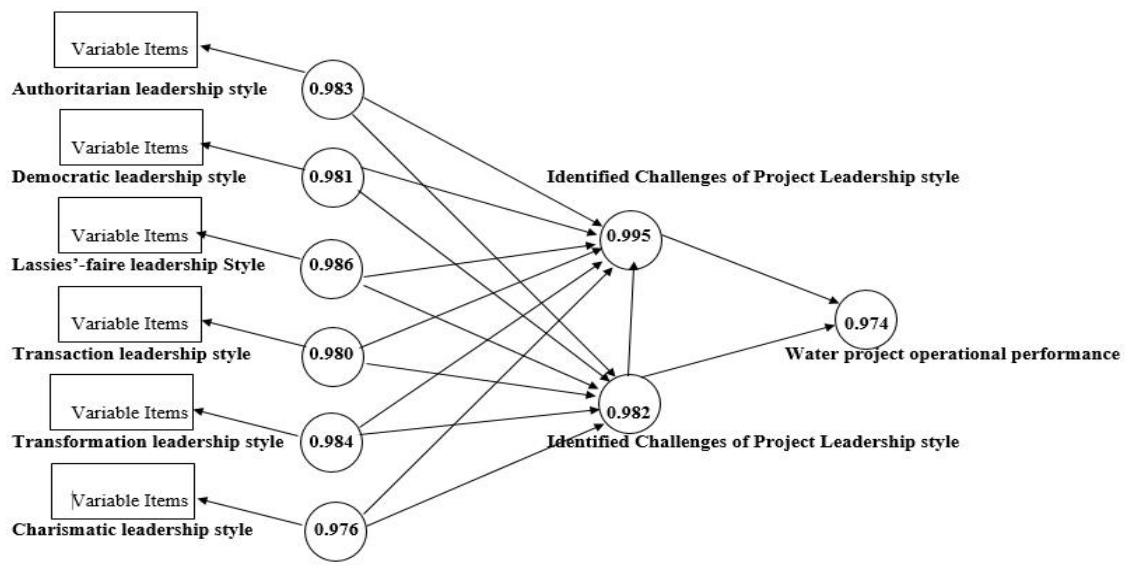 Variable Items
Authoritarian leadership style
0.983
Variable Items
Democratic leadership style
0.981
Identified Challenges of Project Leadership style
Variable Items
Lassies’-faire leadership Style
0.986
0.995
Variable Items
Transaction leadership style
0.980
0.974
Water project operational performance
Variable Items
Transformation leadership style
0.984
0.982
Identified Challenges of Project Leadership style
Variable Items
Charismatic leadership style
0.976